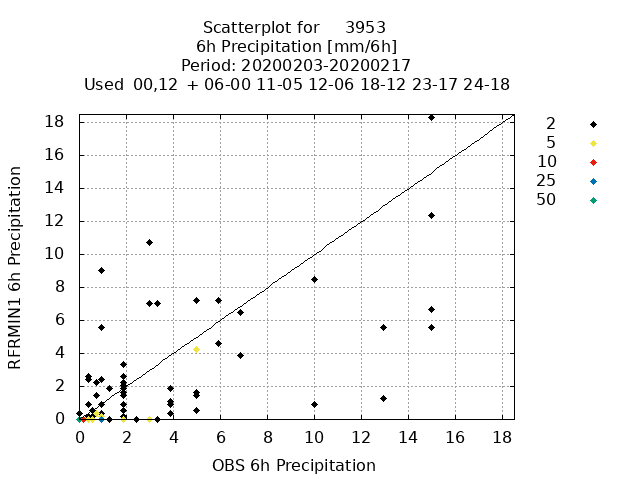 Scatterplot for 3953
6h Precipitation [mm/6h]
Period: 20200203-20200217
Used 00,12 + 06-00 11-05 12-06 18-12 23-17 24-18
18
16
14
12
10
8
6
4
2
0
0 2 4 6 8 10 12 14 16 18
RFRMIN1 6h Precipitation
OBS 6h Precipitation
2
5
10
25
50